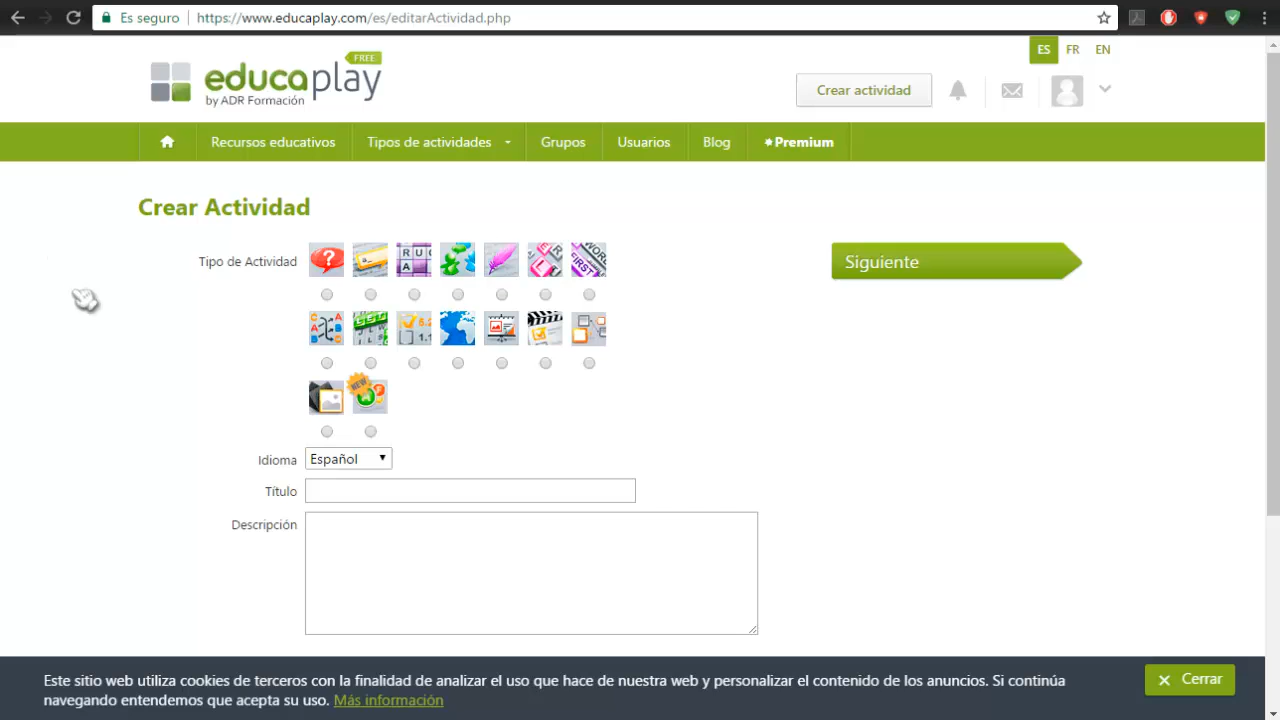 Es seguro https://www.educaplay.com/es/editarActividad.php
ES FR EN
FREE
educaplay
by ADR Formación
Crear actividad
Recursos educativos Tipos de actividades Grupos Usuarios Blog Premium
Crear Actividad
Tipo de Actividad
Siguiente
Idioma Español
Título
Descripción
Este sitio web utiliza cookies de terceros con la finalidad de analizar el uso que hace de nuestra web y personalizar el contenido de los anuncios. Si continúa
navegando entendemos que acepta su uso. Más información
Cerrar